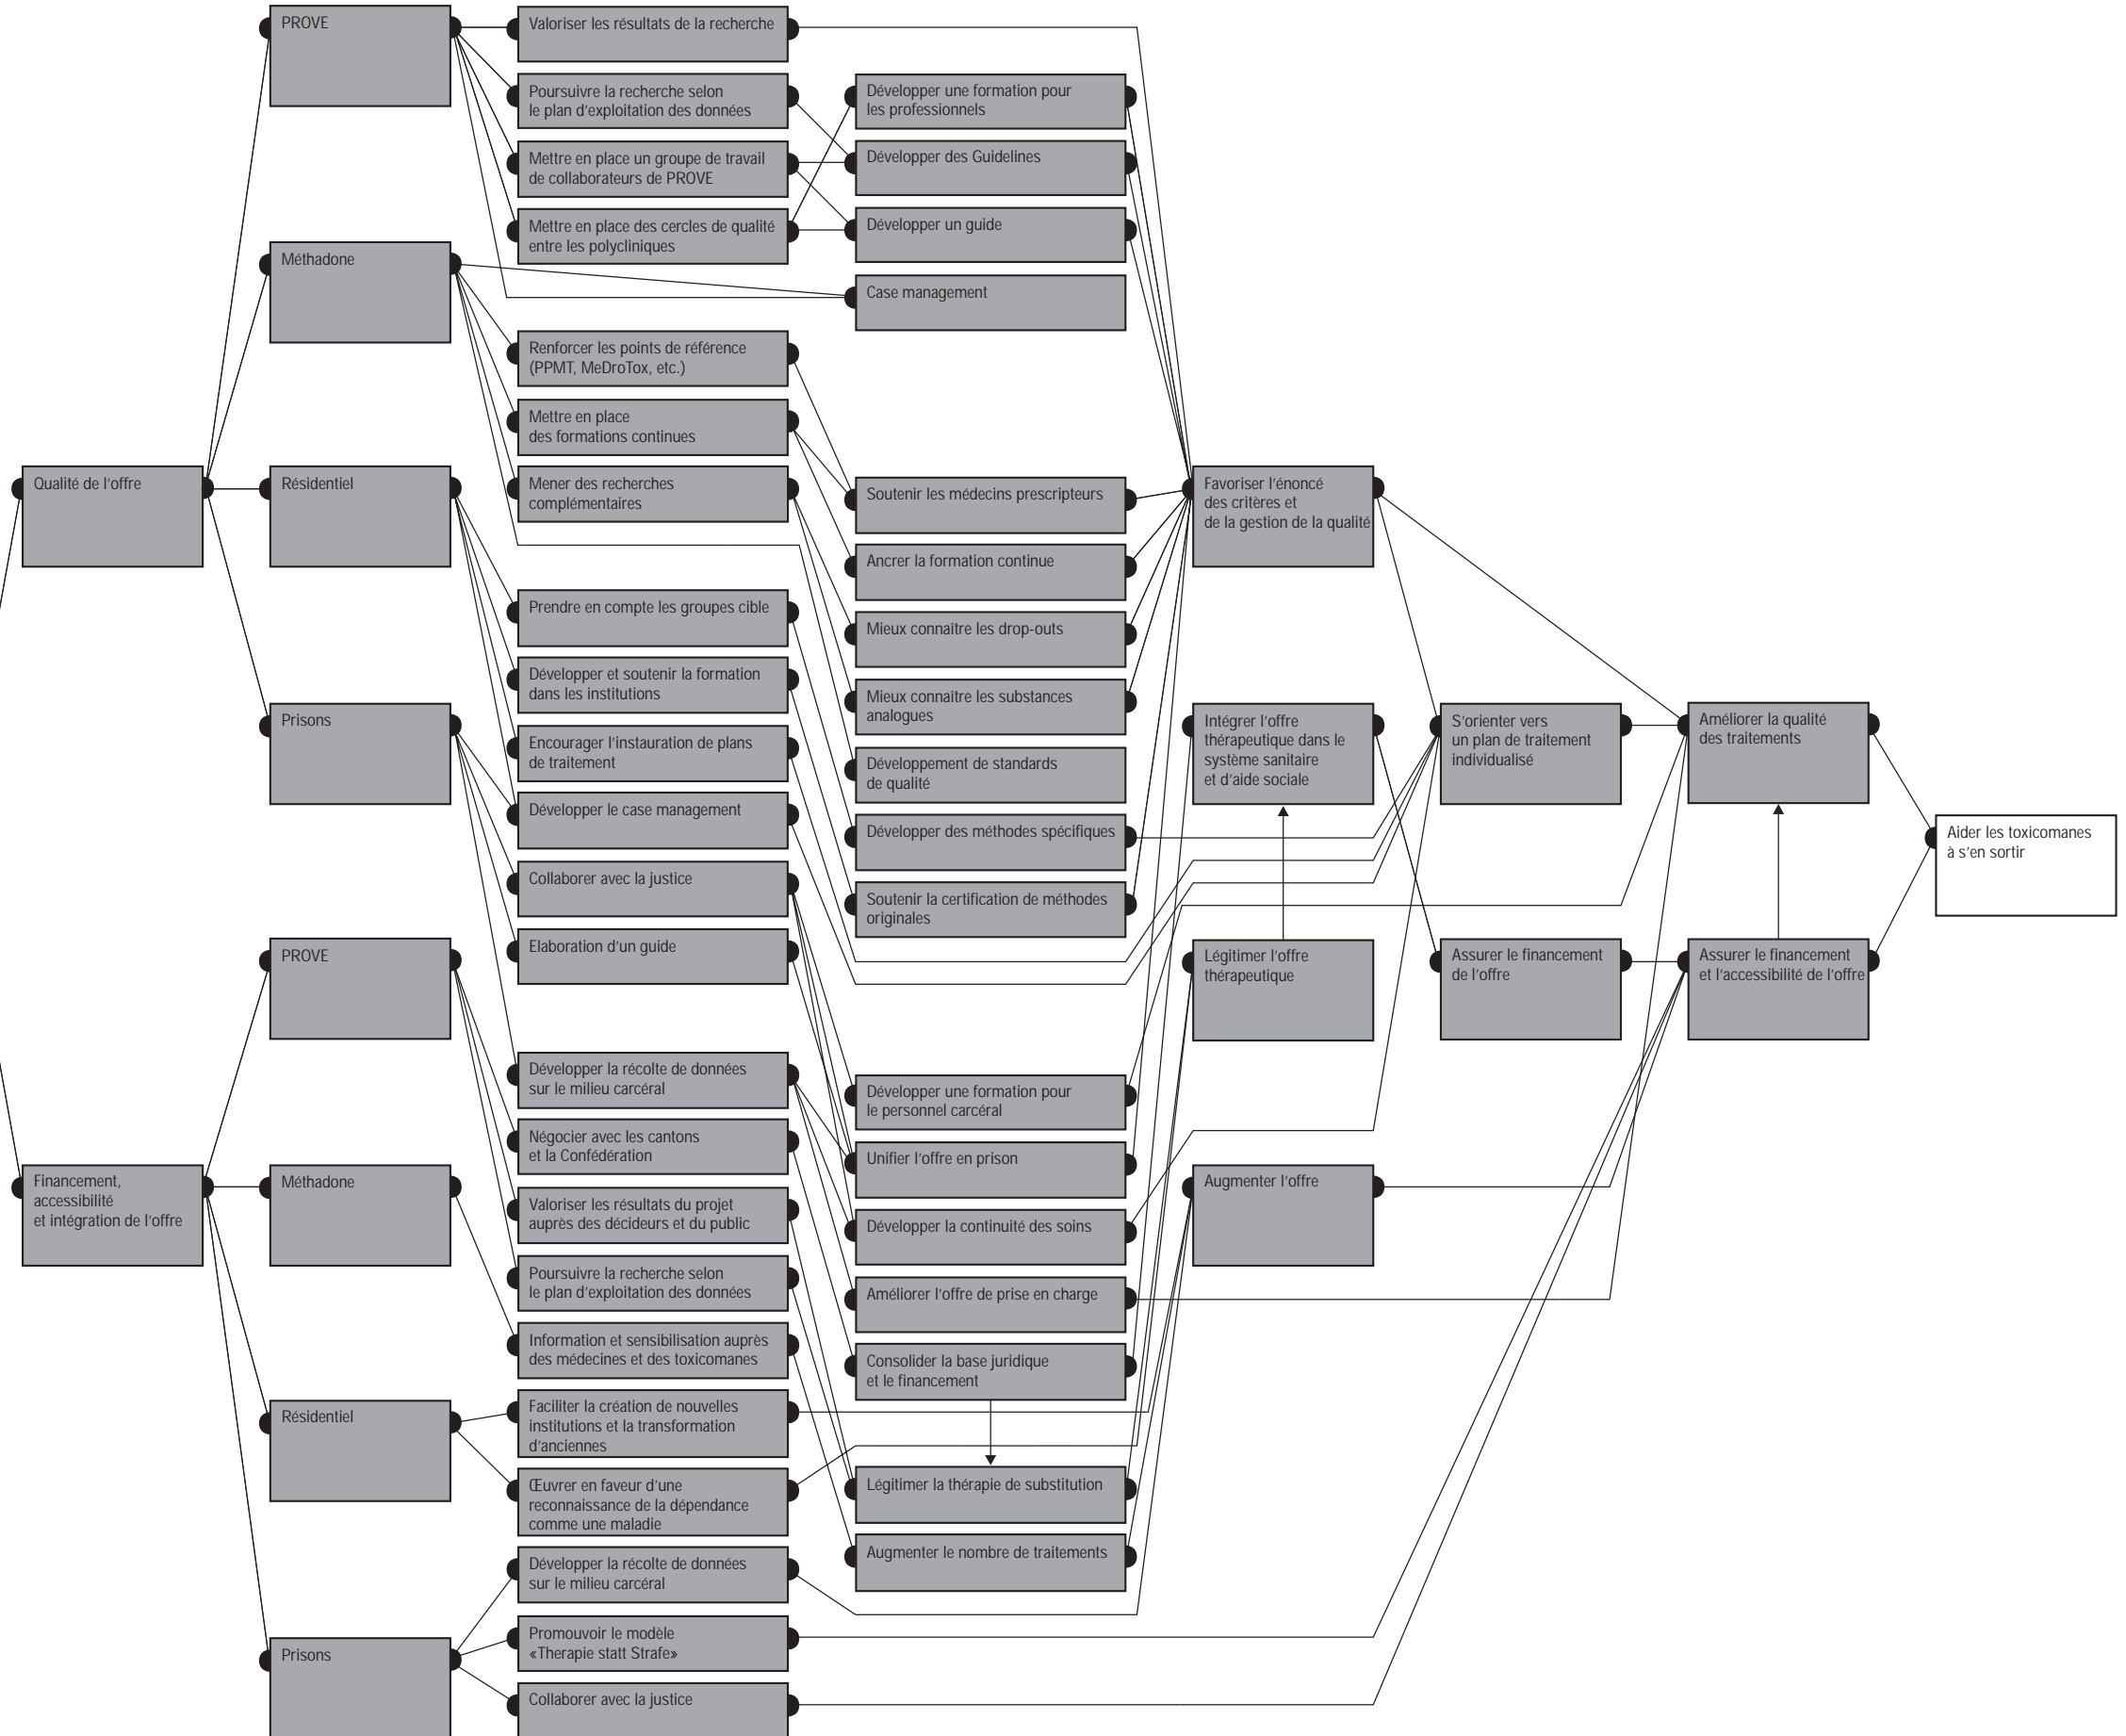 PROVE
Valoriser les résultats de la recherche
Poursuivre la recherche selon
le plan d'exploitation des données
Développer une formation pour
les professionnels
Mettre en place un groupe de travail
de collaborateurs de PROVE
Développer des Guidelines
Mettre en place des cercles de qualité
entre les polycliniques
Développer un guide
Méthadone
Case management
Renforcer les points de référence
(PPMT, MeDroTox, etc.)
Mettre en place
des formations continues
Qualité de l'offre
Résidentiel
Mener des recherches
complémentaires
Soutenir les médecins prescripteurs
Favoriser l'énoncé
des critères et
de la gestion de la qualité
Ancrer la formation continue
Prendre en compte les groupes cible
Mieux connaître les drop-outs
Développer et soutenir la formation
dans les institutions
Mieux connaître les substances
analogues
Prisons
Encourager l'instauration de plans
de traitement
Développement de standards
de qualité
Intégrer l'offre
thérapeutique dans le
système sanitaire
et d'aide sociale
S'orienter vers
un plan de traitement
individualisé
Améliorer la qualité
des traitements
Développer le case management
Développer des méthodes spécifiques
Aider les toxicomanes
à s'en sortir
Collaborer avec la justice
Soutenir la certification de méthodes
originales
Elaboration d'un guide
PROVE
Légitimer l'offre
thérapeutique
Assurer le financement
de l'offre
Assurer le financement
et l'accessibilité de l'offre
Développer la récolte de données
sur le milieu carcéral
Développer une formation pour
le personnel carcéral
Négocier avec les cantons
et la Confédération
Unifier l'offre en prison
Financement,
accessibilité
et intégration de l'offre
Méthadone
Valoriser les résultats du projet
auprès des décideurs et du public
Développer la continuité des soins
Augmenter l'offre
Poursuivre la recherche selon
le plan d'exploitation des données
Améliorer l'offre de prise en charge
Information et sensibilisation auprès
des médecines et des toxicomanes
Consolider la base juridique
et le financement
Résidentiel
Faciliter la création de nouvelles
institutions et la transformation
d'anciennes
Œuvrer en faveur d'une
reconnaissance de la dépendance
comme une maladie
Légitimer la thérapie de substitution
Développer la récolte de données
sur le milieu carcéral
Augmenter le nombre de traitements
Prisons
Promouvoir le modèle
«Therapie statt Strafe»
Collaborer avec la justice